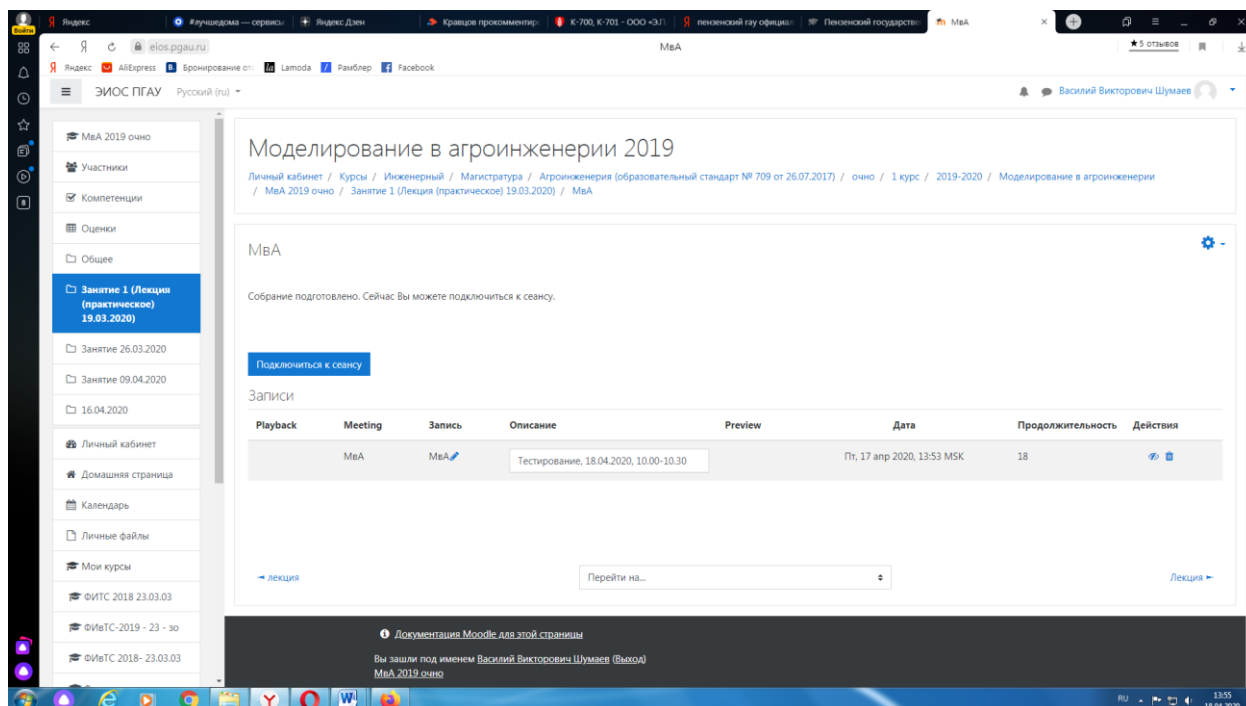 Яндекс
#лучшедома — сервисы
Яндекс.Дзен
Кравцов прокомментир
К-700, К-701 - ООО «З.П.
пензенский гау официал
Пензенский государстве
МвА
Войти
eios.pgau.ru
МвА
★ 5 отзывов
Яндекс AliExpress Бронирование от Lamoda Рамблер Facebook
ЭИОС ПГАУ Русский (ru)
Василий Викторович Шумаев
МвА 2019 очно
Участники
Компетенции
Оценки
Общее
Занятие 1 (Лекция
(практическое)
19.03.2020)
Занятие 26.03.2020
Занятие 09.04.2020
16.04.2020
Личный кабинет
Домашняя страница
Календарь
Личные файлы
Мои курсы
ФИТС 2018 23.03.03
ФИвТС-2019 - 23 - зо
ФИвТС 2018- 23.03.03
Моделирование в агроинженерии 2019
Личный кабинет / Курсы / Инженерный / Магистратура / Агроинженерия (образовательный стандарт № 709 от 26.07.2017) / очно / 1 курс / 2019-2020 / Моделирование в агроинженерии
/ МвА 2019 очно / Занятие 1 (Лекция (практическое) 19.03.2020) / МвА
МвА
Собрание подготовлено. Сейчас Вы можете подключиться к сеансу.
Подключиться к сеансу
Записи
Playback Meeting Запись Описание Preview Дата Продолжительность Действия
МвА МвА Тестирование, 18.04.2020, 10.00-10.30 Пт, 17 апр 2020, 13:53 MSK 18
лекция
Перейти на...
Лекция
Документация Moodle для этой страницы
Вы зашли под именем Василий Викторович Шумаев (Выход)
МвА 2019 очно
RU
13:55
18.04.2020